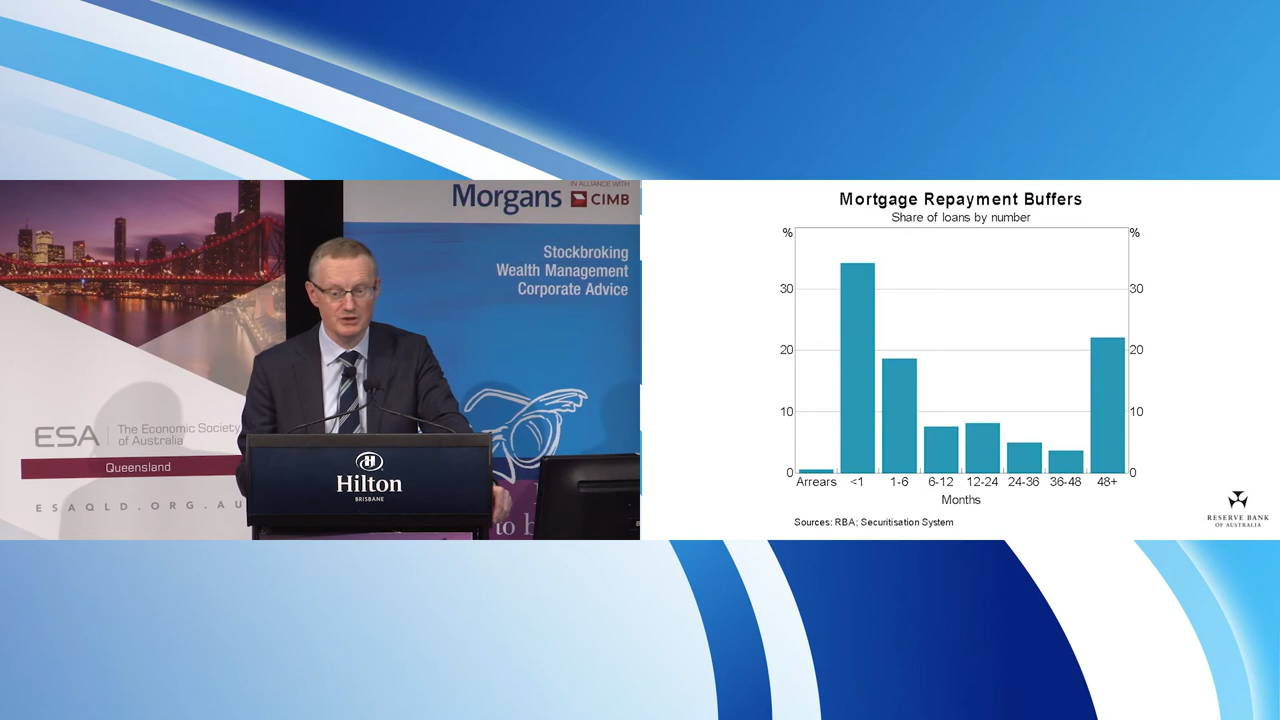 IN ALLIANCE WITH
Morgans CIMB
Stockbroking
Wealth Management
Corporate Advice
ESA The Economic Society
of Australia
Queensland
ESAQLD.ORG.AU
Hilton
BRISBANE
to b
Mortgage Repayment Buffers
Share of loans by number
% %
30 30
20 20
10 10
0 0
Arrears <1 1-6 6-12 12-24 24-36 36-48 48+
Months
Sources: RBA; Securitisation System
RESERVE BANK
OF AUSTRALIA